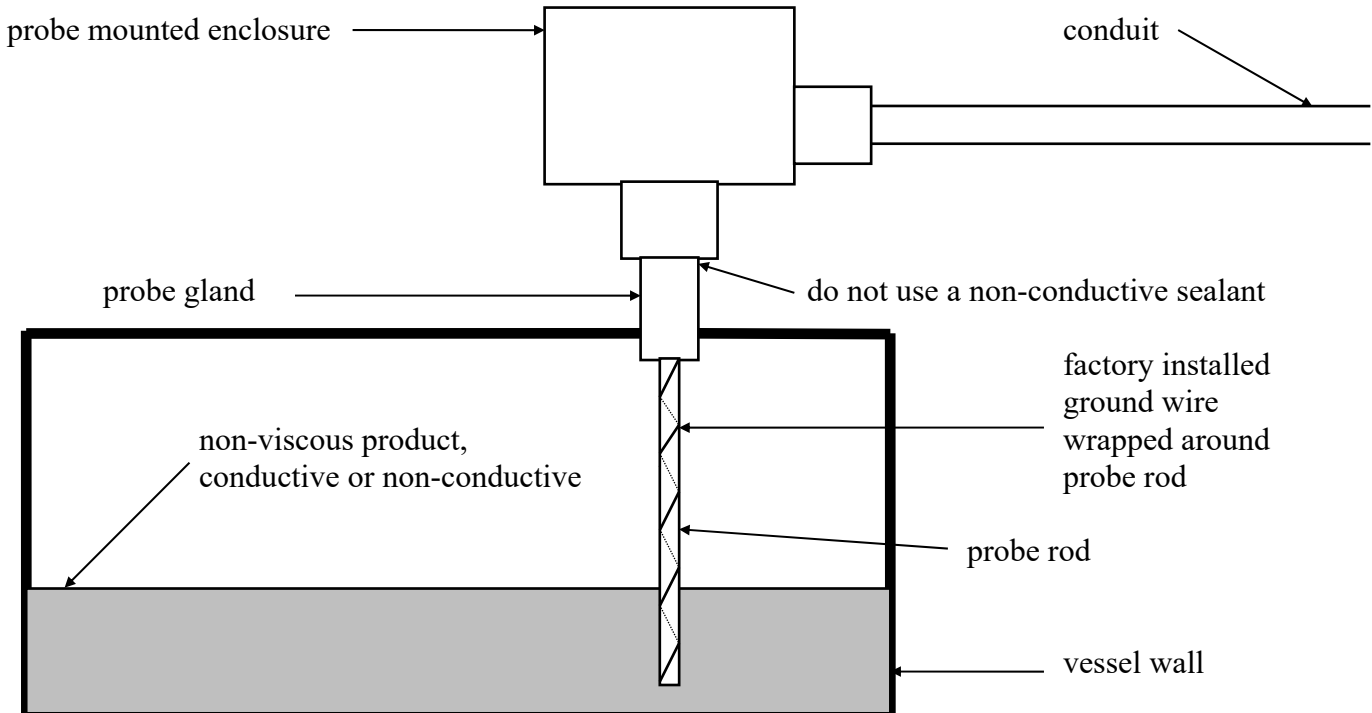 probe mounted enclosure
conduit
probe gland
do not use a non-conductive sealant
factory installed
ground wire
wrapped around
probe rod
non-viscous product,
conductive or non-conductive
probe rod
vessel wall